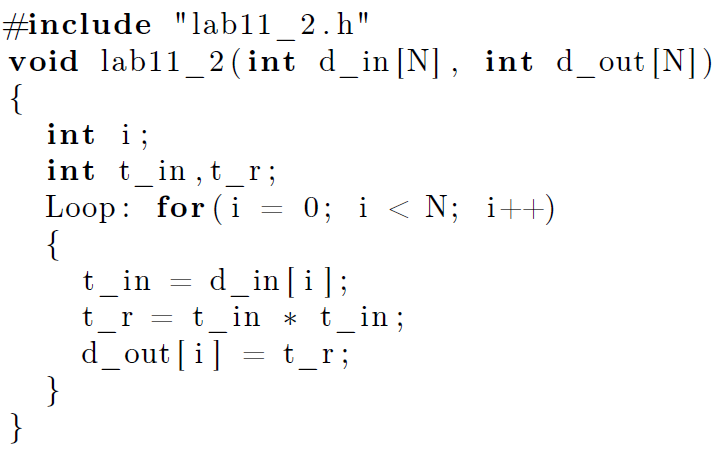 #include "lab11_2.h"
void lab11_2(int d_in[N], int d_out[N])
{
int i;
int t_in,t_r;
Loop: for(i = 0; i < N; i++)
{
t_in = d_in[i];
t_r = t_in * t_in;
d_out[i] = t_r;
}
}